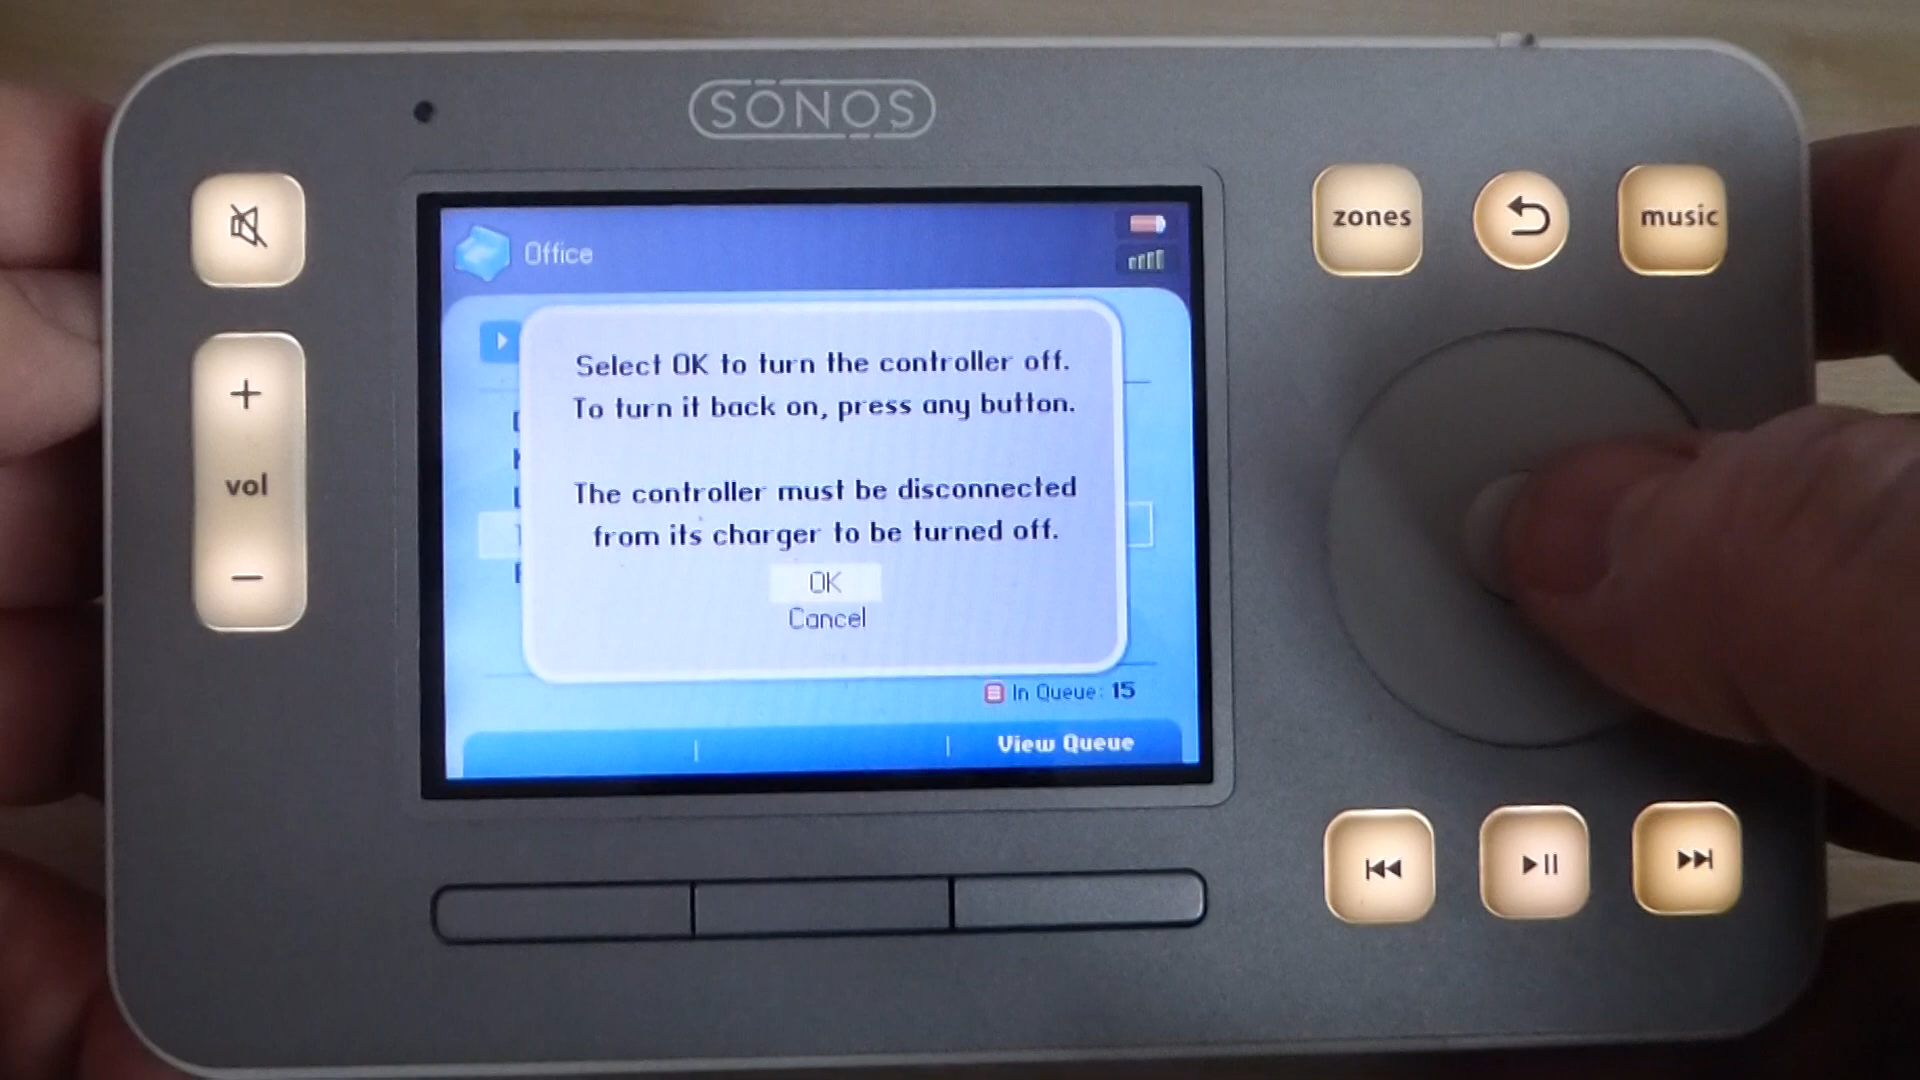 SONOS
zones
music
Office
Select OK to turn the controller off.
To turn it back on, press any button.
The controller must be disconnected
from its charger to be turned off.
OK
Cancel
vol
In Queue: 15
View Queue